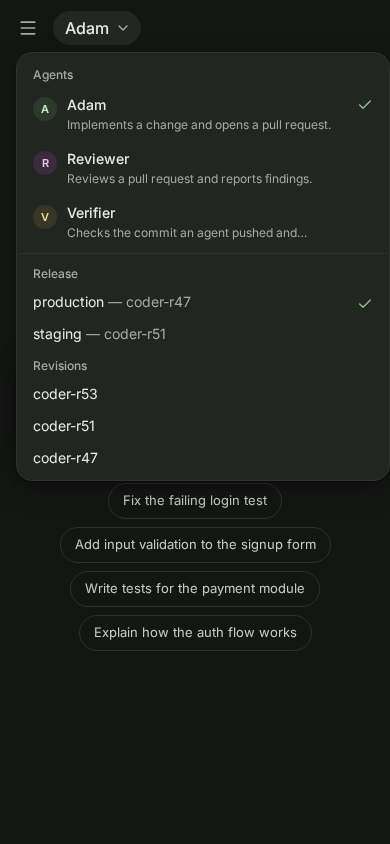 Adam
Agents
A
Adam
Implements a change and opens a pull request.
R
Reviewer
Reviews a pull request and reports findings.
V
Verifier
Checks the commit an agent pushed and...
Release
production — coder-r47
staging — coder-r51
Revisions
coder-r53
coder-r51
coder-r47
Fix the failing login test
Add input validation to the signup form
Write tests for the payment module
Explain how the auth flow works